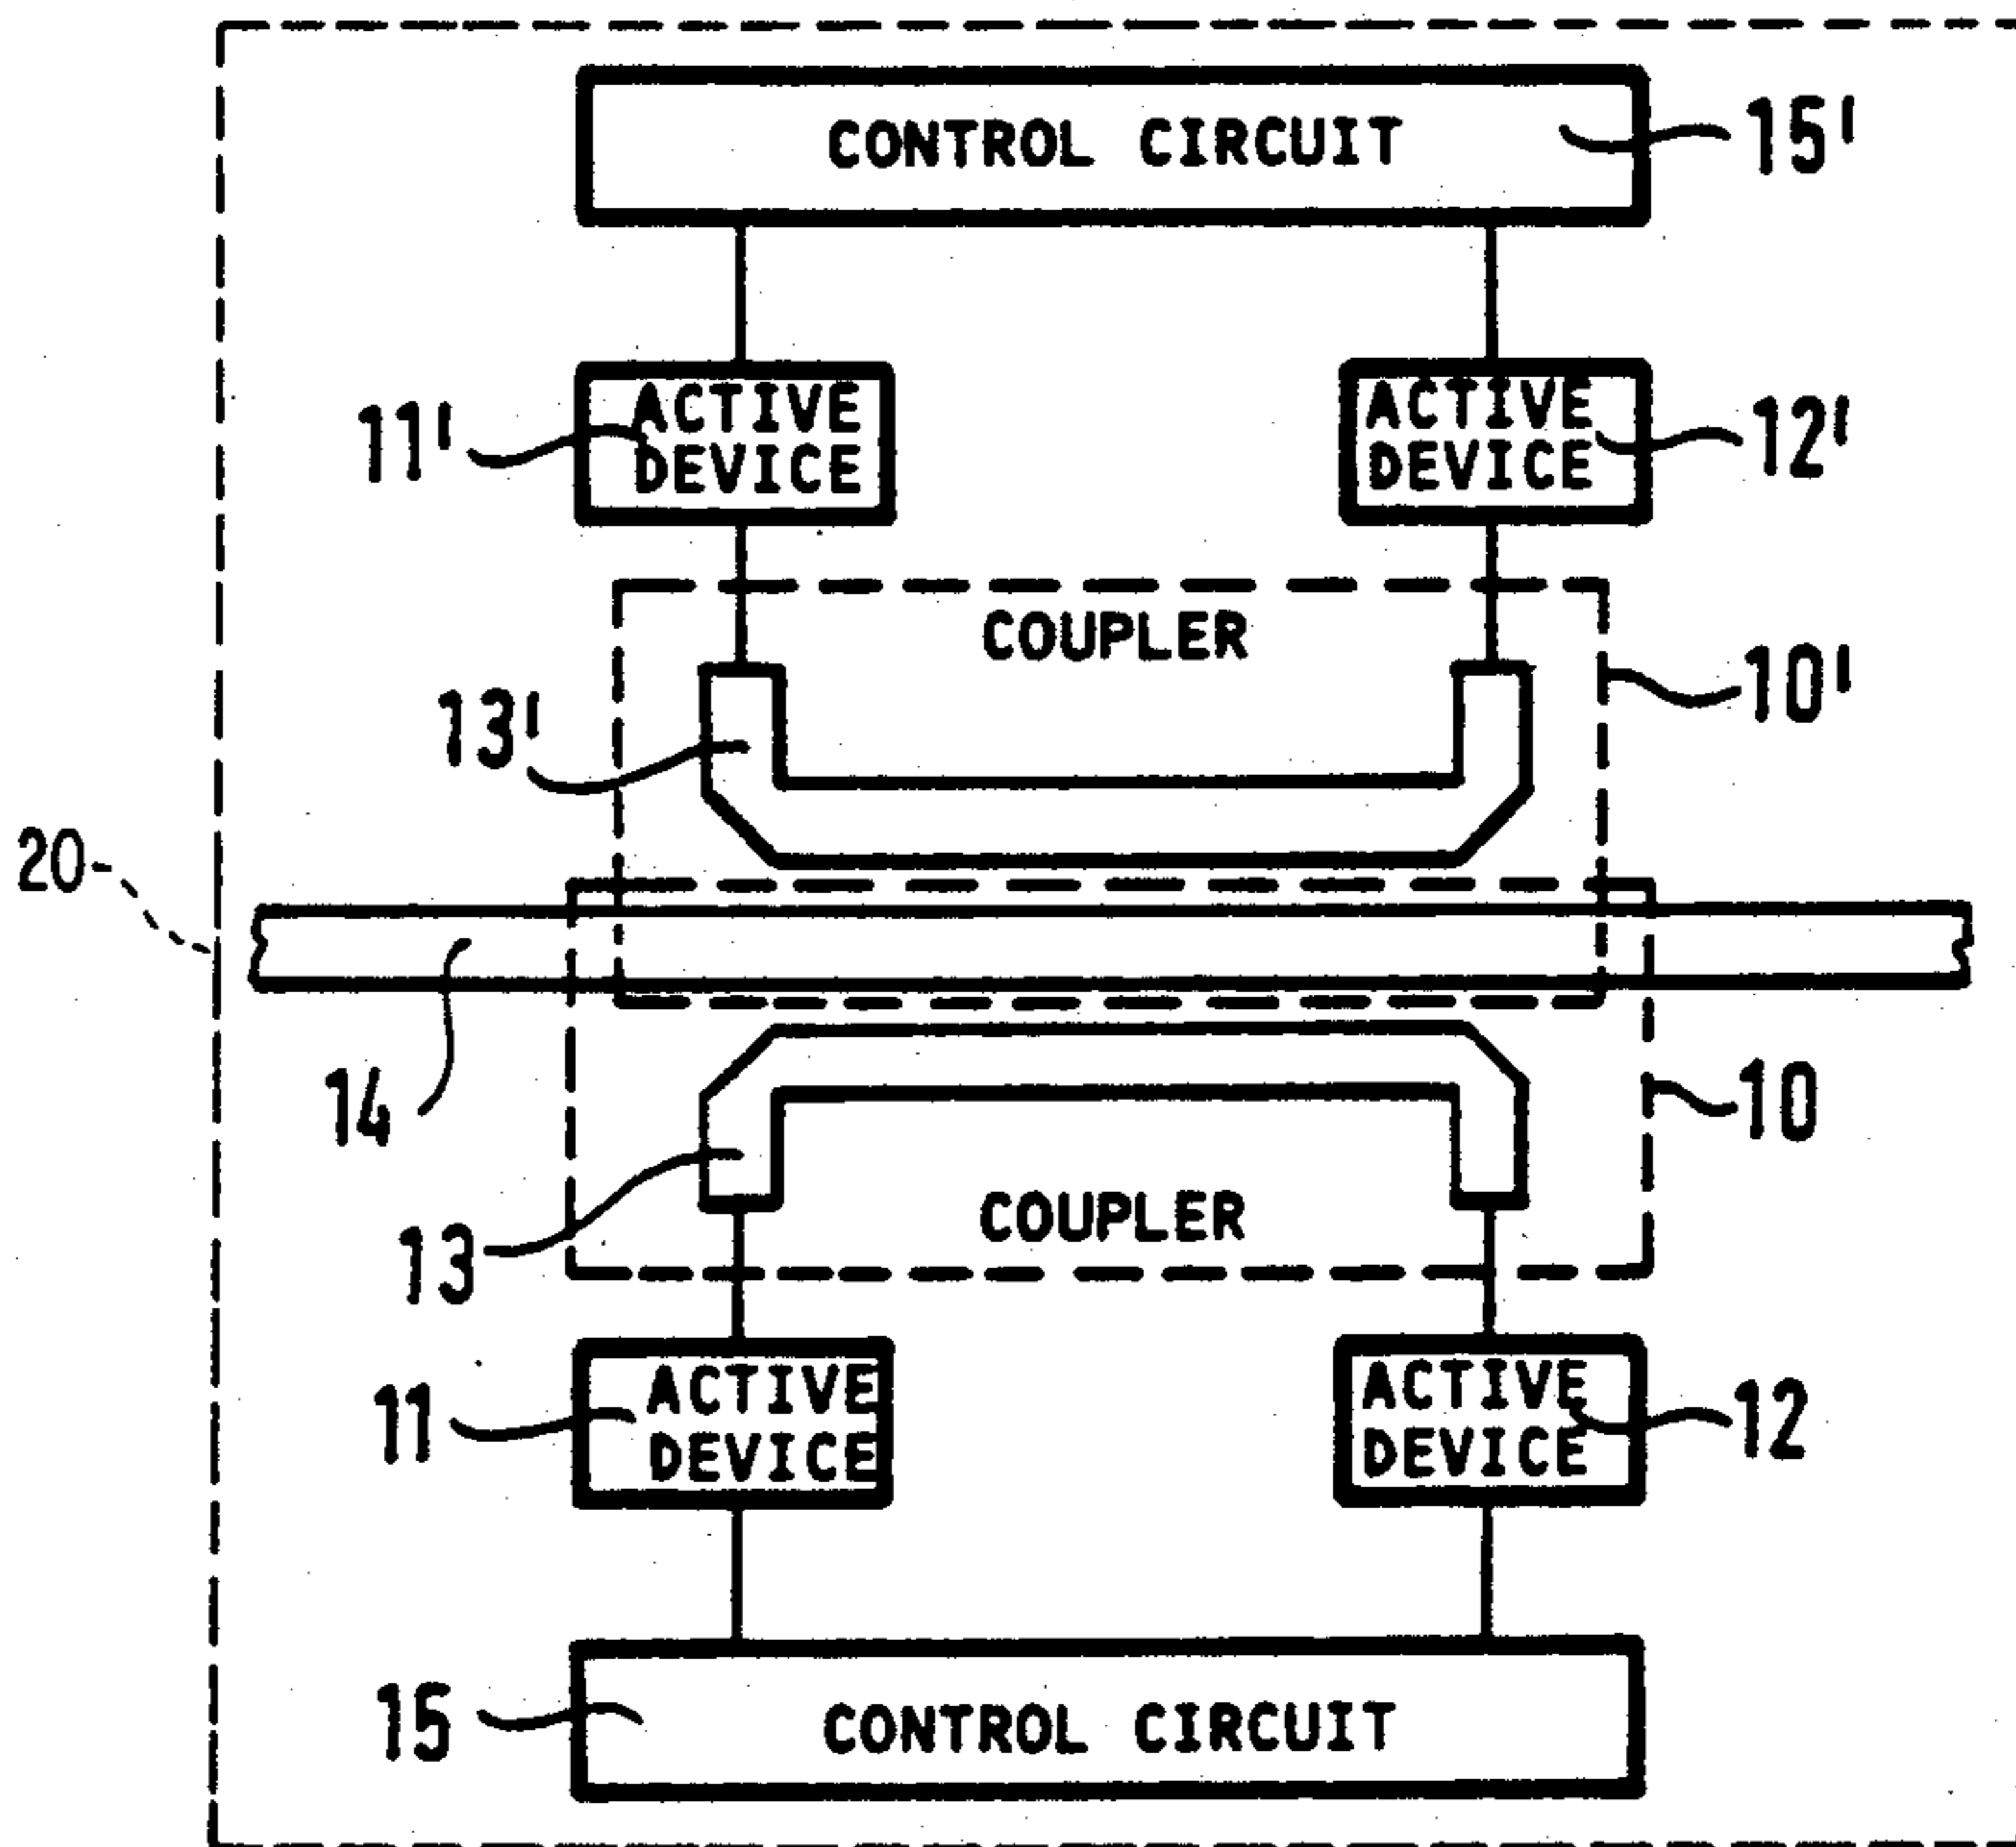 CONTROL CIRCUIT
15'
11'
ACTIVE
DEVICE
ACTIVE
DEVICE
12'
COUPLER
13'
10'
20
14
10
13
COUPLER
11
ACTIVE
DEVICE
ACTIVE
DEVICE
12
15
CONTROL CIRCUIT